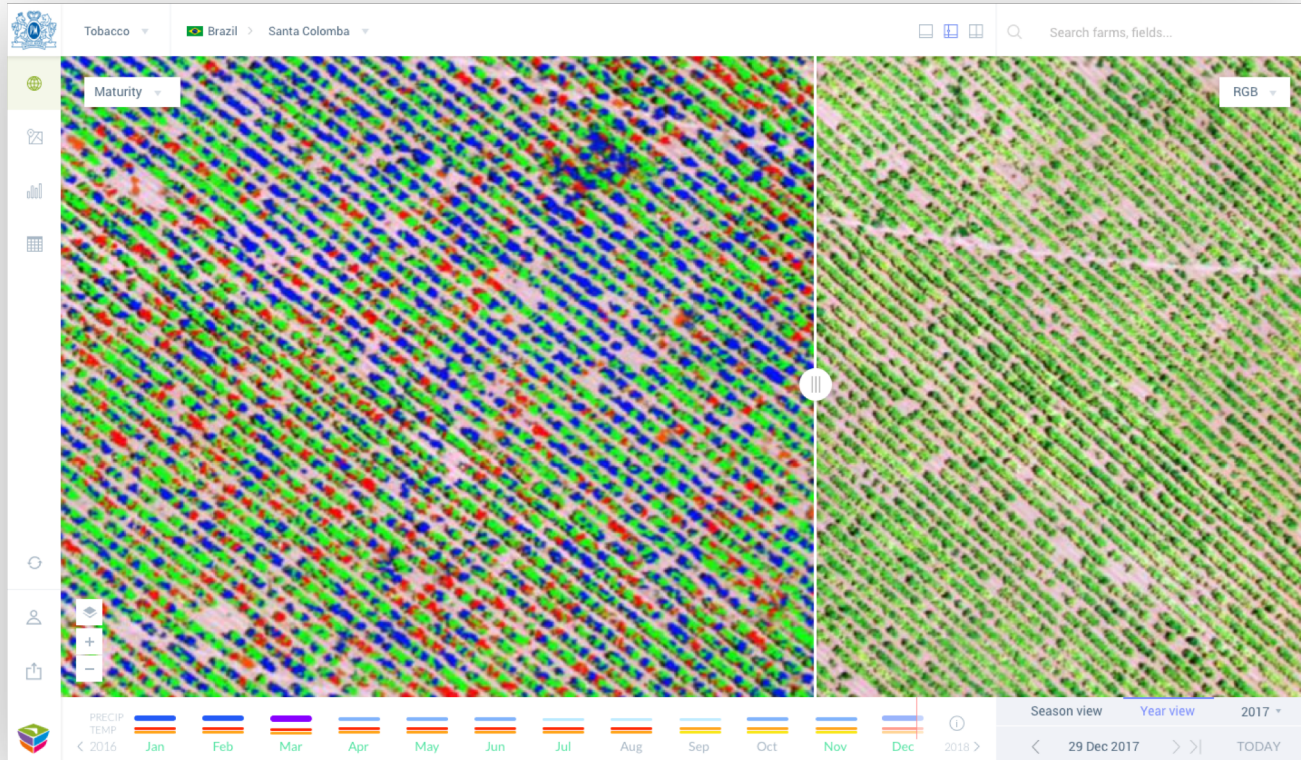 Tobacco
Brazil
Santa Colomba
Search farms, fields...
Maturity
RGB
+
−
PRECIP
TEMP
2016 Jan Feb Mar Apr May Jun Jul Aug Sep Oct Nov Dec 2018
Season view Year view 2017
29 Dec 2017 TODAY